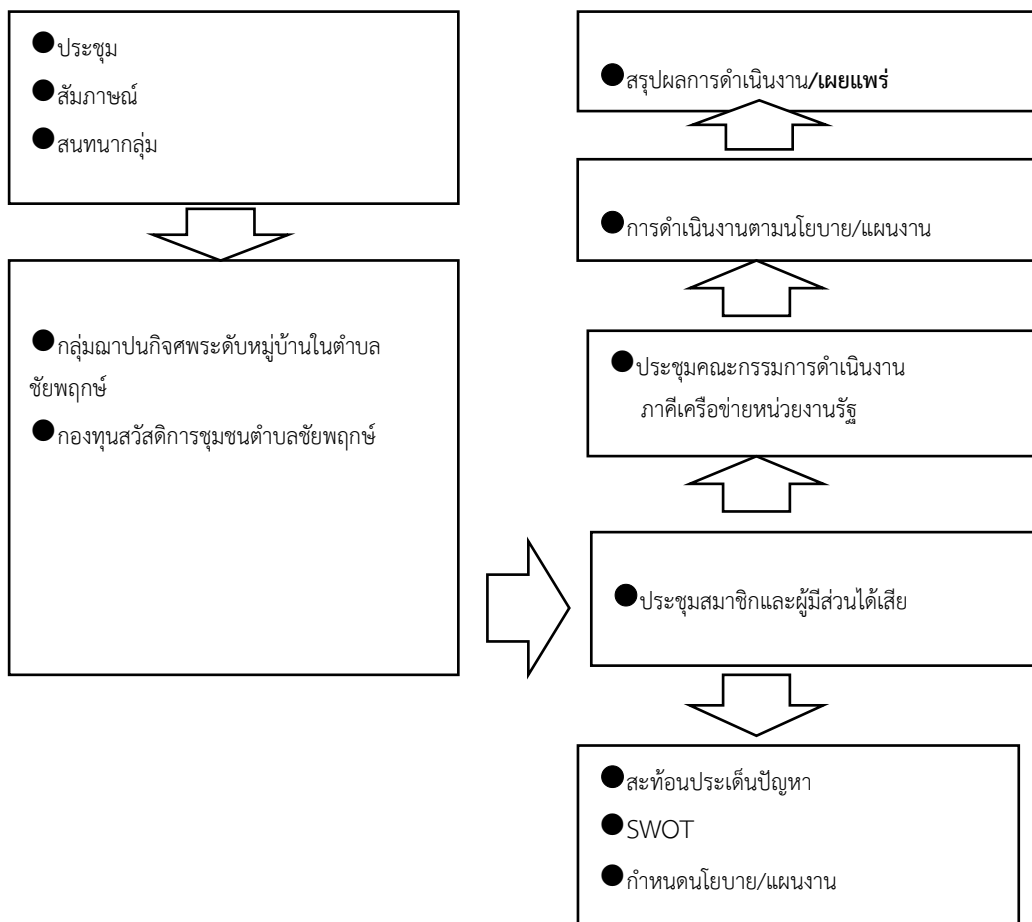 ●ประชุม
●สัมภาษณ์
●สนทนากลุ่ม
●กลุ่มฌาปนกิจศพระดับหมู่บ้านในตำบล
ชัยพฤกษ์
●กองทุนสวัสดิการชุมชนตำบลชัยพฤกษ์
●สรุปผลการดำเนินงาน/เผยแพร่
●การดำเนินงานตามนโยบาย/แผนงาน
●ประชุมคณะกรรมการดำเนินงาน
ภาคีเครือข่ายหน่วยงานรัฐ
●ประชุมสมาชิกและผู้มีส่วนได้เสีย
●สะท้อนประเด็นปัญหา
●SWOT
●กำหนดนโยบาย/แผนงาน